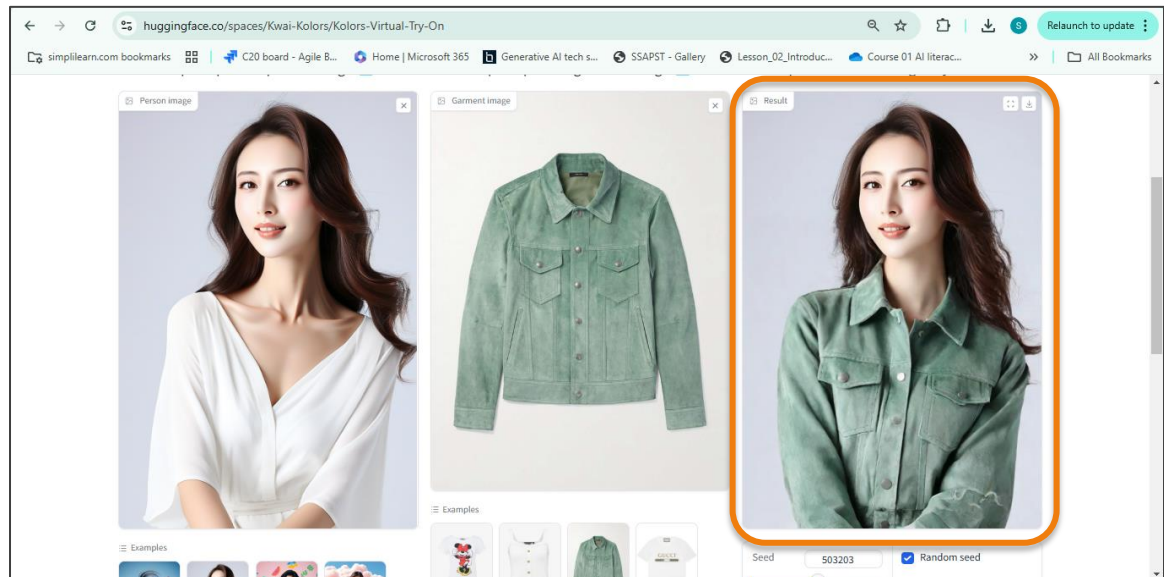 huggingface.co/spaces/Kwai-Kolors/Kolors-Virtual-Try-On
S
Relaunch to update
simplilearn.com bookmarks
C20 board - Agile B...
Home | Microsoft 365
Generative AI tech s...
SSAPST - Gallery
Lesson_02_Introduc...
Course 01 AI literac...
»
All Bookmarks
Person image
Garment image
Result
Examples
Examples
GUCCI
Seed
503203
Random seed